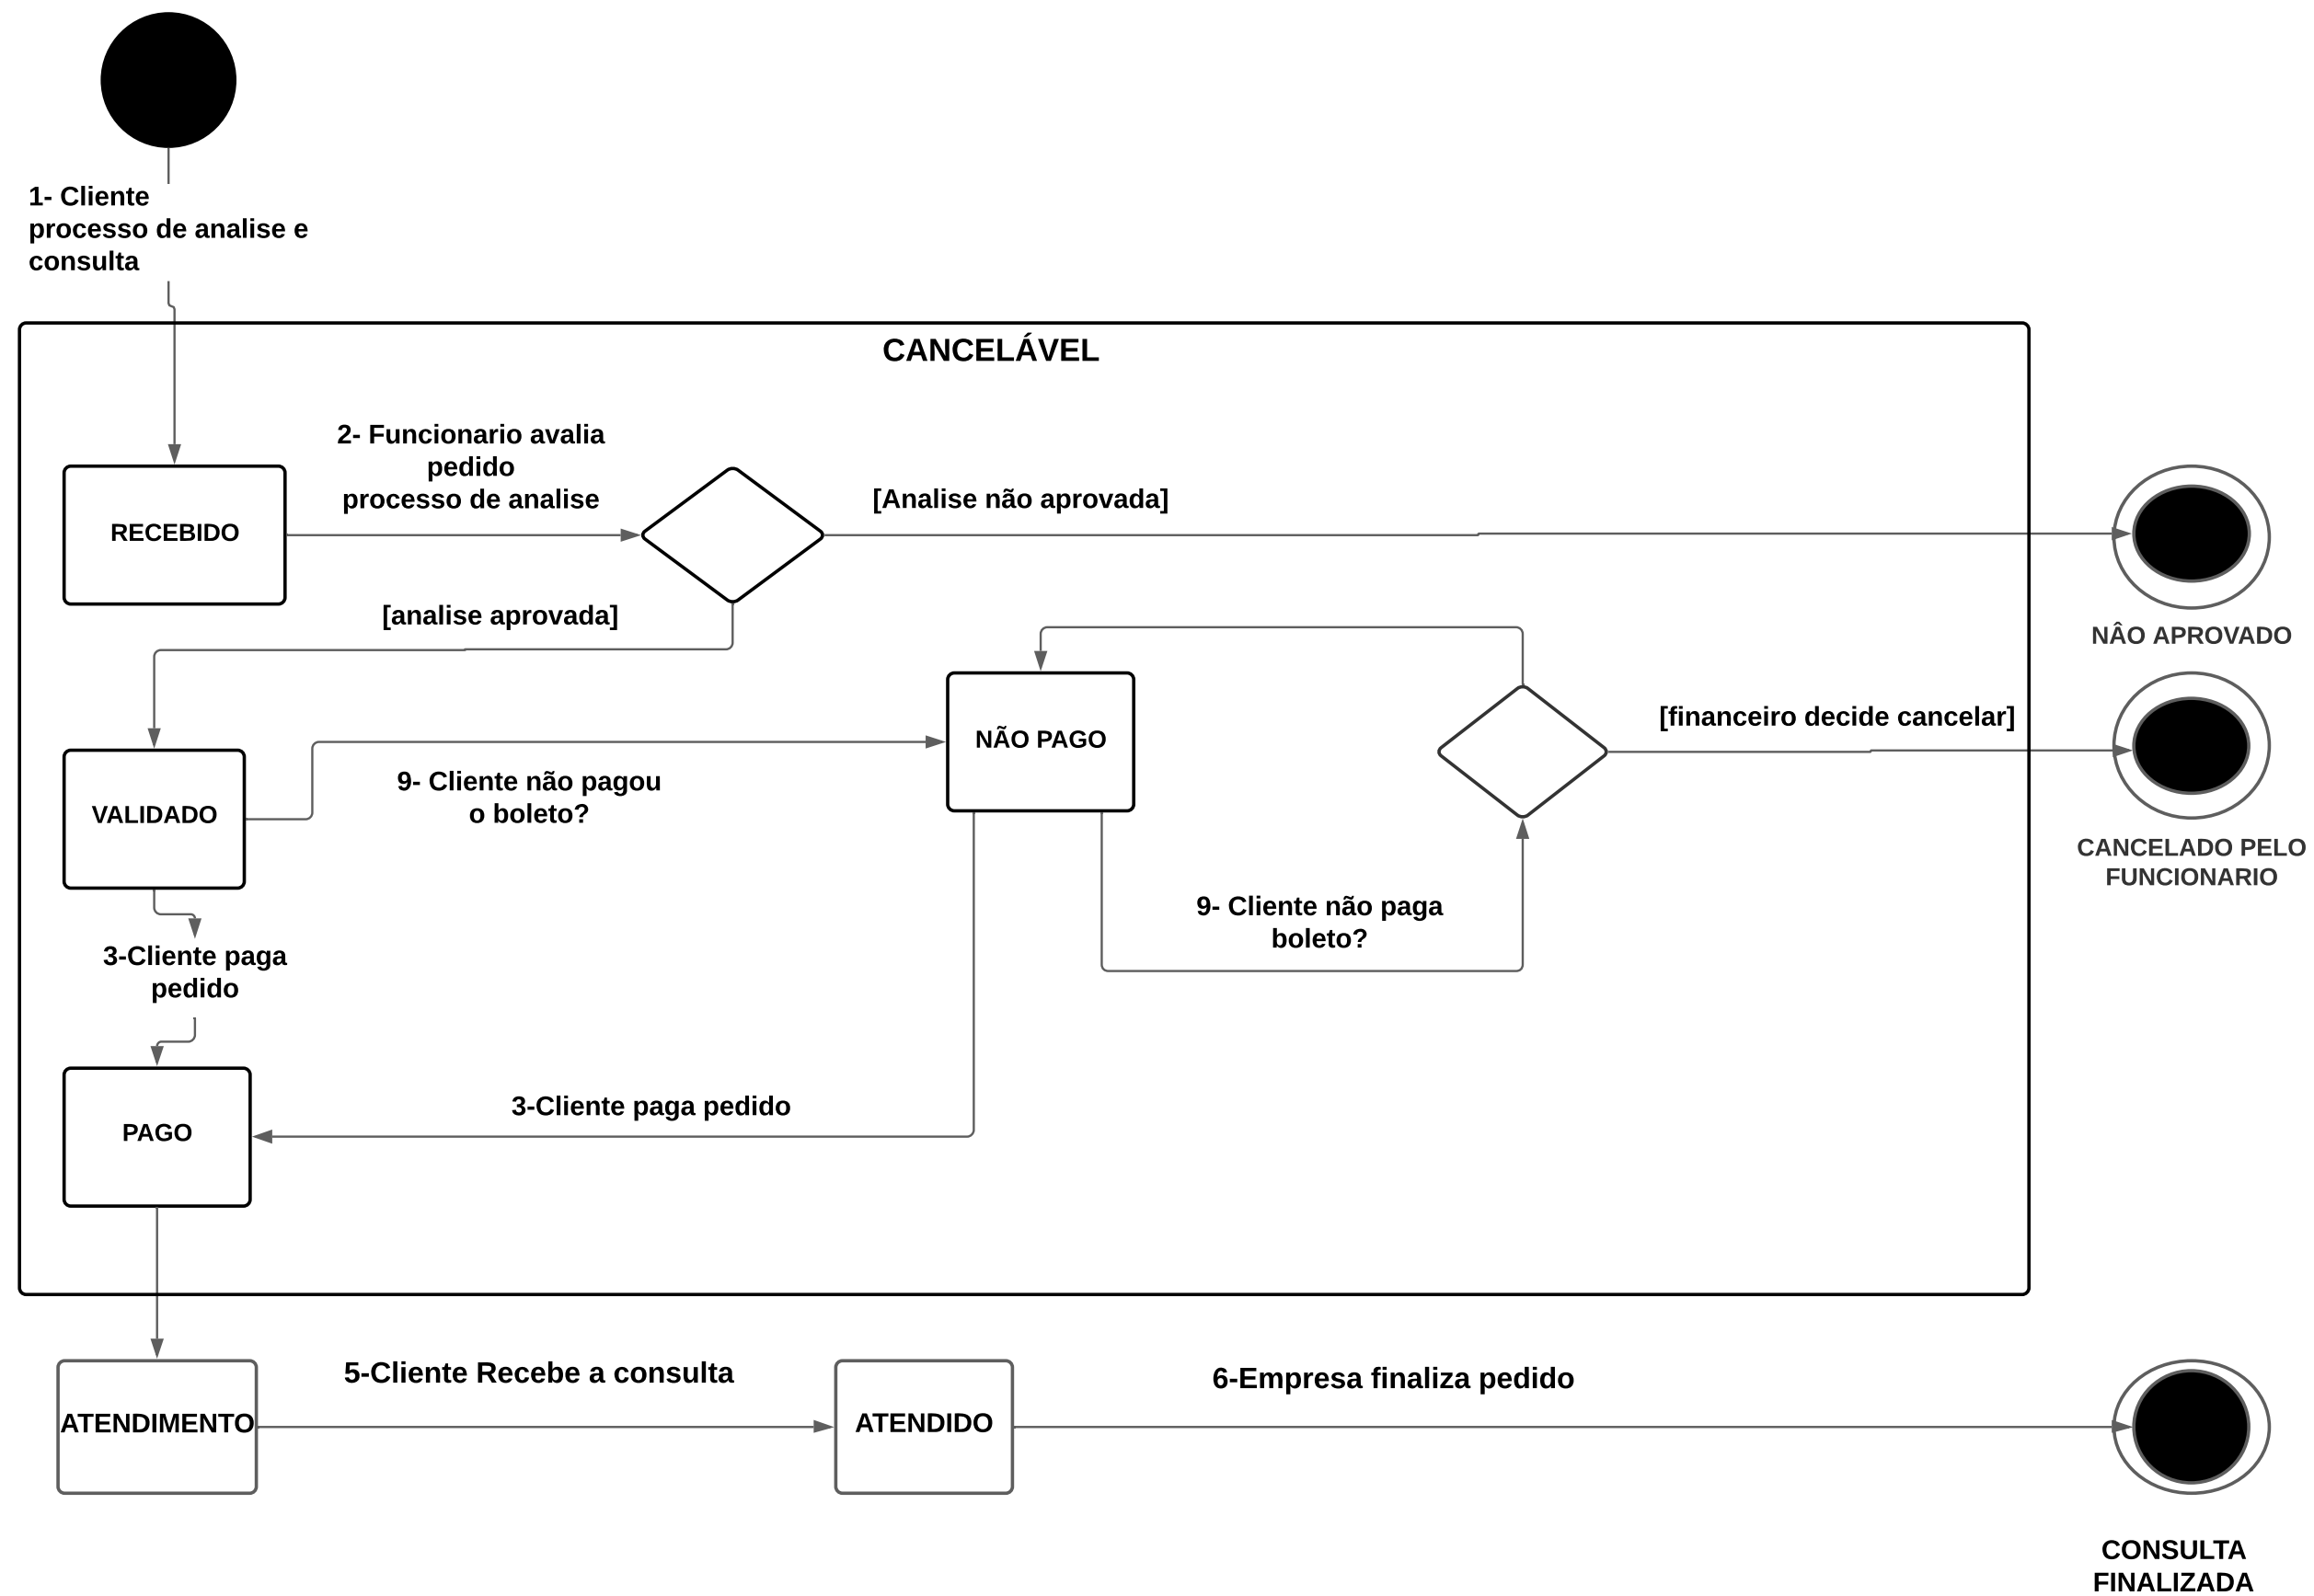 1- Cliente
processo de analise e
consulta
CANCELÁVEL
2- Funcionario avalia
pedido
processo de analise
[Analise não aprovada]
RECEBIDO
[analise aprovada]
NÂO APROVADO
NÃO PAGO
[financeiro decide cancelar]
9- Cliente não pagou
o boleto?
VALIDADO
CANCELADO PELO
FUNCIONARIO
9- Cliente não paga
boleto?
3-Cliente paga
pedido
3-Cliente paga pedido
PAGO
5-Cliente Recebe a consulta
6-Empresa finaliza pedido
ATENDIMENTO
ATENDIDO
CONSULTA
FINALIZADA